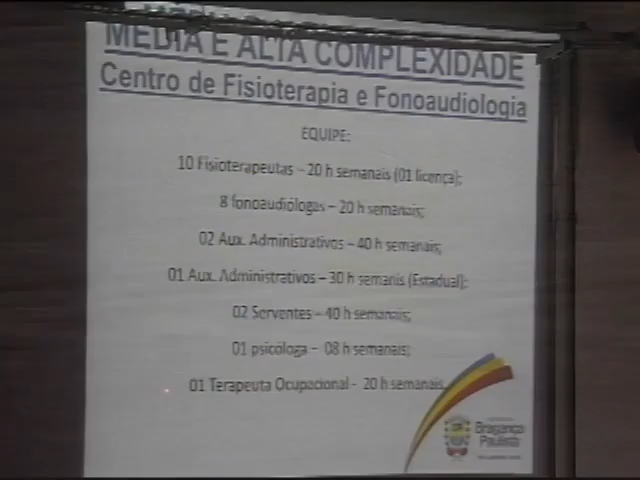 MÉDIA E ALTA COMPLEXIDADE
Centro de Fisioterapia e Fonoaudiologia
EQUIPE:
10 Fisioterapeutas – 20 h semanais (01 licença);
8 fonoaudiólogas – 20 h semanais;
02 Aux. Administrativos – 40 h semanais;
01 Aux. Administrativos – 30 h semanis (Estadual);
02 Serventes – 40 h semanais;
01 psicóloga – 08 h semanais;
01 Terapeuta Ocupacional - 20 h semanais
Bragança
Paulista